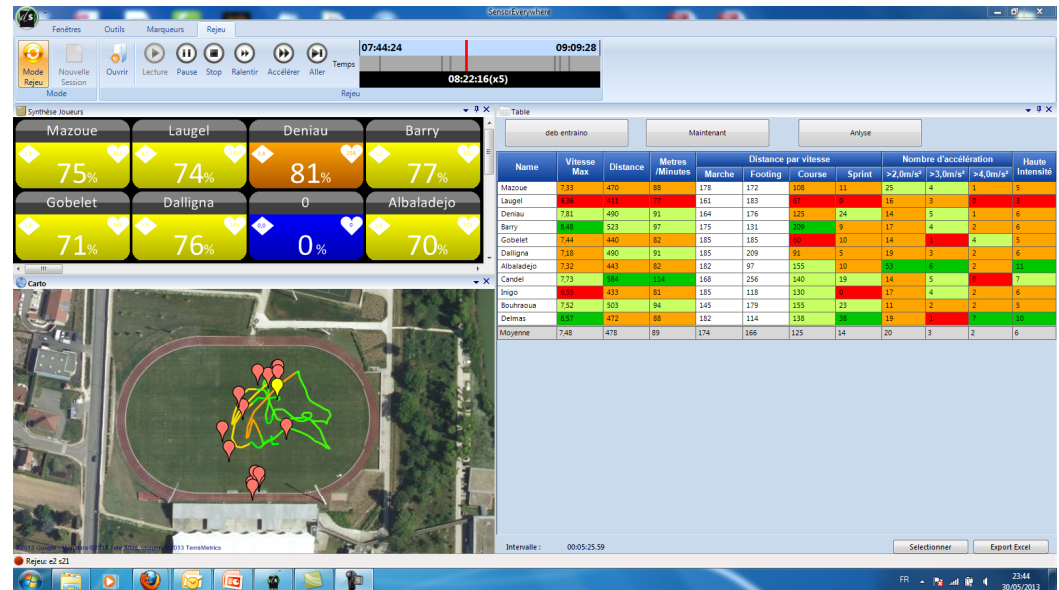 SensorEverywhere
Fenêtres Outils Marqueurs Rejeu
Mode Rejeu
Nouvelle Session
Ouvrir
Lecture Pause Stop Ralentir Accélérer Aller
Temps
07:44:24 09:09:28
08:22:16(x5)
Mode Rejeu
Synthèse Joueurs
Mazoue Laugel Deniau Barry
75% 74% 81% 77%
Gobelet Dalligna 0 Albaladejo
71% 76% 0% 70%
Carto
Table
deb entraino Maintenant Anlyse
Name Vitesse Max Distance Metres /Minutes Distance par vitesse Nombre d'accélération Haute Intensité
Marche Footing Course Sprint >2,0m/s² >3,0m/s² >4,0m/s²
Mazoue 7,33 470 88 178 172 108 11 25 4 1 5
Laugel 6,36 411 77 161 183 67 0 16 3 0 3
Deniau 7,81 490 91 164 176 125 24 14 5 1 6
Barry 8,48 523 97 175 131 209 9 17 4 2 6
Gobelet 7,44 440 82 185 185 60 10 14 1 4 5
Dalligna 7,18 490 91 185 209 91 5 19 3 2 6
Albaladejo 7,32 443 82 182 97 155 10 53 6 2 11
Candel 7,73 584 114 168 256 140 19 14 5 0 7
Inigo 6,55 433 81 185 118 130 0 17 4 2 6
Bouhraoua 7,52 503 94 145 179 155 23 11 2 2 5
Delmas 8,57 472 88 182 114 138 38 19 1 7 10
Moyenne 7,48 478 89 174 166 125 14 20 3 2 6
Intervalle : 00:05:25.59
Selectionner Export Excel
Rejeu: e2 s21
FR
23:44
30/05/2013